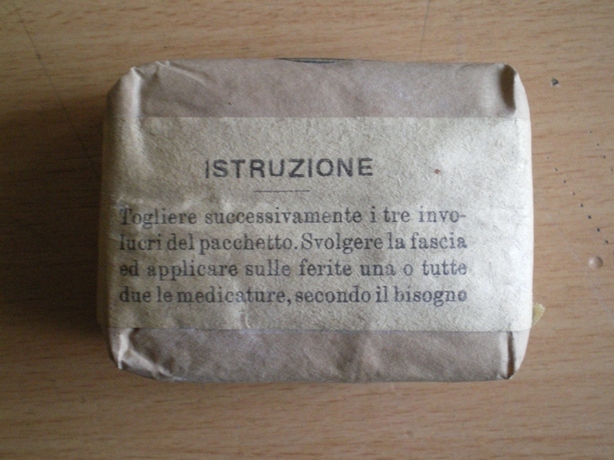 ISTRUZIONE
Togliere successivamente i tre invo-
lucri del pacchetto. Svolgere la fascia
ed applicare sulle ferite una o tutte
due le medicature, secondo il bisogno